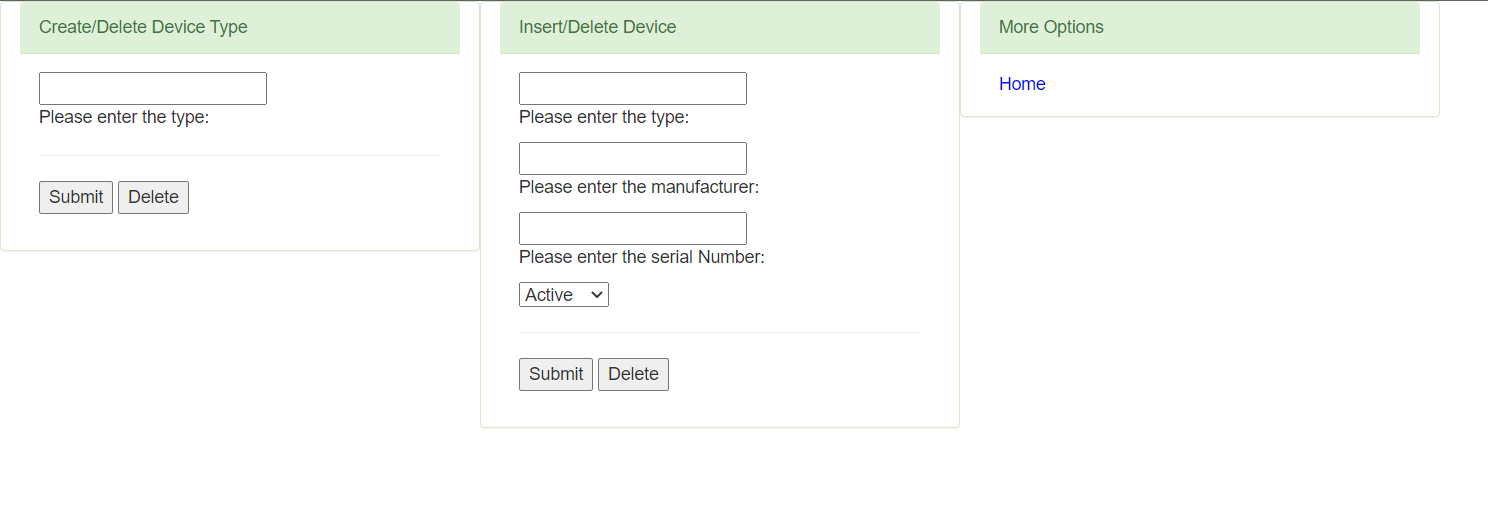 Create/Delete Device Type
Please enter the type:
Submit Delete
Insert/Delete Device
Please enter the type:
Please enter the manufacturer:
Please enter the serial Number:
Active
Submit Delete
More Options
Home